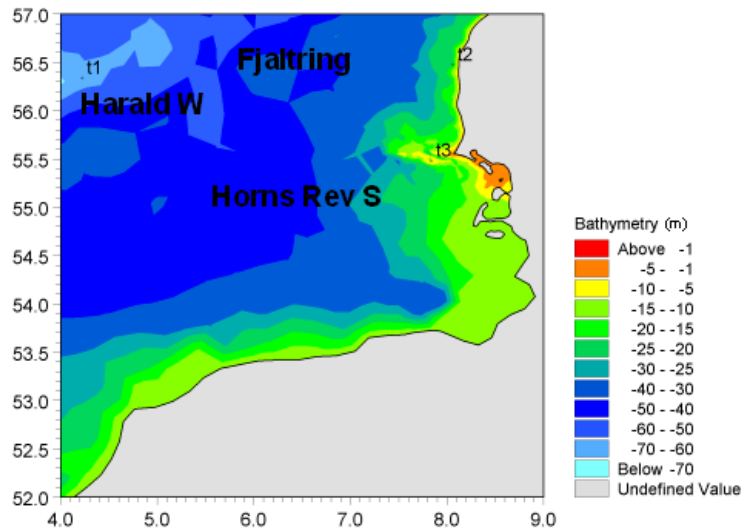 57.0
t1
t2
Fjaltring
56.5
Harald W
56.0
55.5
t3
Horns Rev S
55.0
54.5
54.0
53.5
53.0
52.5
52.0
4.0 5.0 6.0 7.0 8.0 9.0
Bathymetry (m)
Above -1
-5 - -1
-10 - -5
-15 - -10
-20 - -15
-25 - -20
-30 - -25
-40 - -30
-50 - -40
-60 - -50
-70 - -60
Below -70
Undefined Value